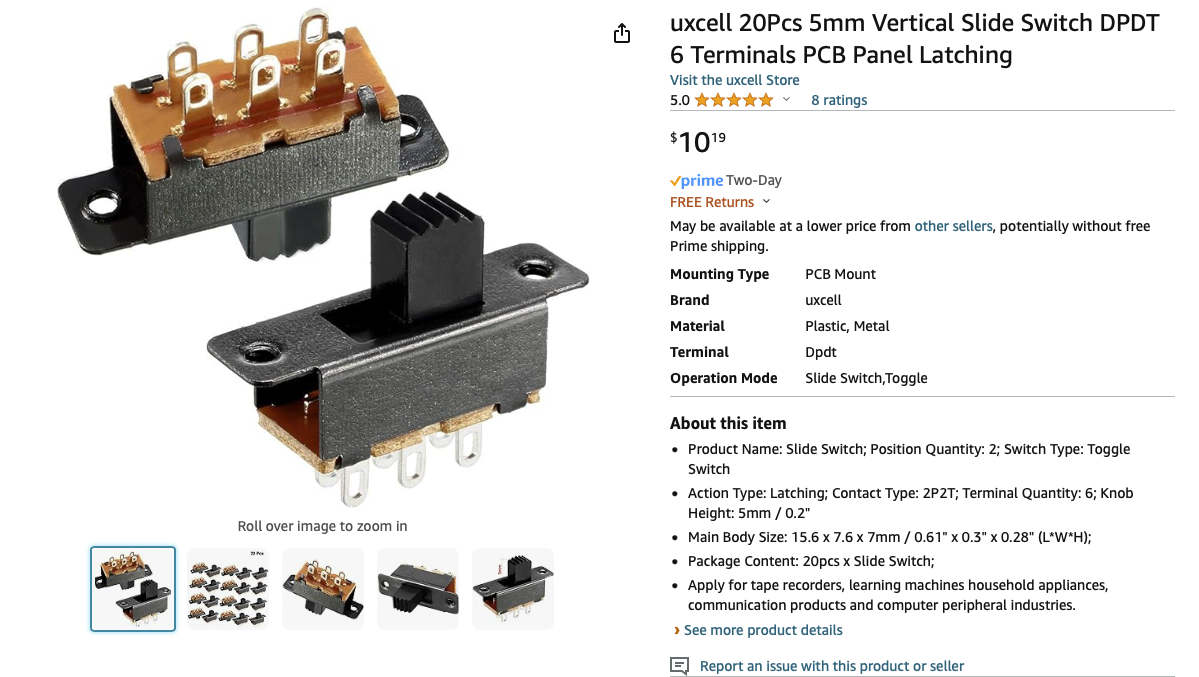 uxcell 20Pcs 5mm Vertical Slide Switch DPDT
6 Terminals PCB Panel Latching
Visit the uxcell Store
5.0 8 ratings
$10 19
prime Two-Day
FREE Returns
May be available at a lower price from other sellers, potentially without free
Prime shipping.
Mounting Type PCB Mount
Brand uxcell
Material Plastic, Metal
Terminal Dpdt
Operation Mode Slide Switch,Toggle
About this item
• Product Name: Slide Switch; Position Quantity: 2; Switch Type: Toggle
Switch
• Action Type: Latching; Contact Type: 2P2T; Terminal Quantity: 6; Knob
Height: 5mm / 0.2"
• Main Body Size: 15.6 x 7.6 x 7mm / 0.61" x 0.3" x 0.28" (L*W*H);
• Package Content: 20pcs x Slide Switch;
• Apply for tape recorders, learning machines household appliances,
communication products and computer peripheral industries.
› See more product details
Report an issue with this product or seller
Roll over image to zoom in